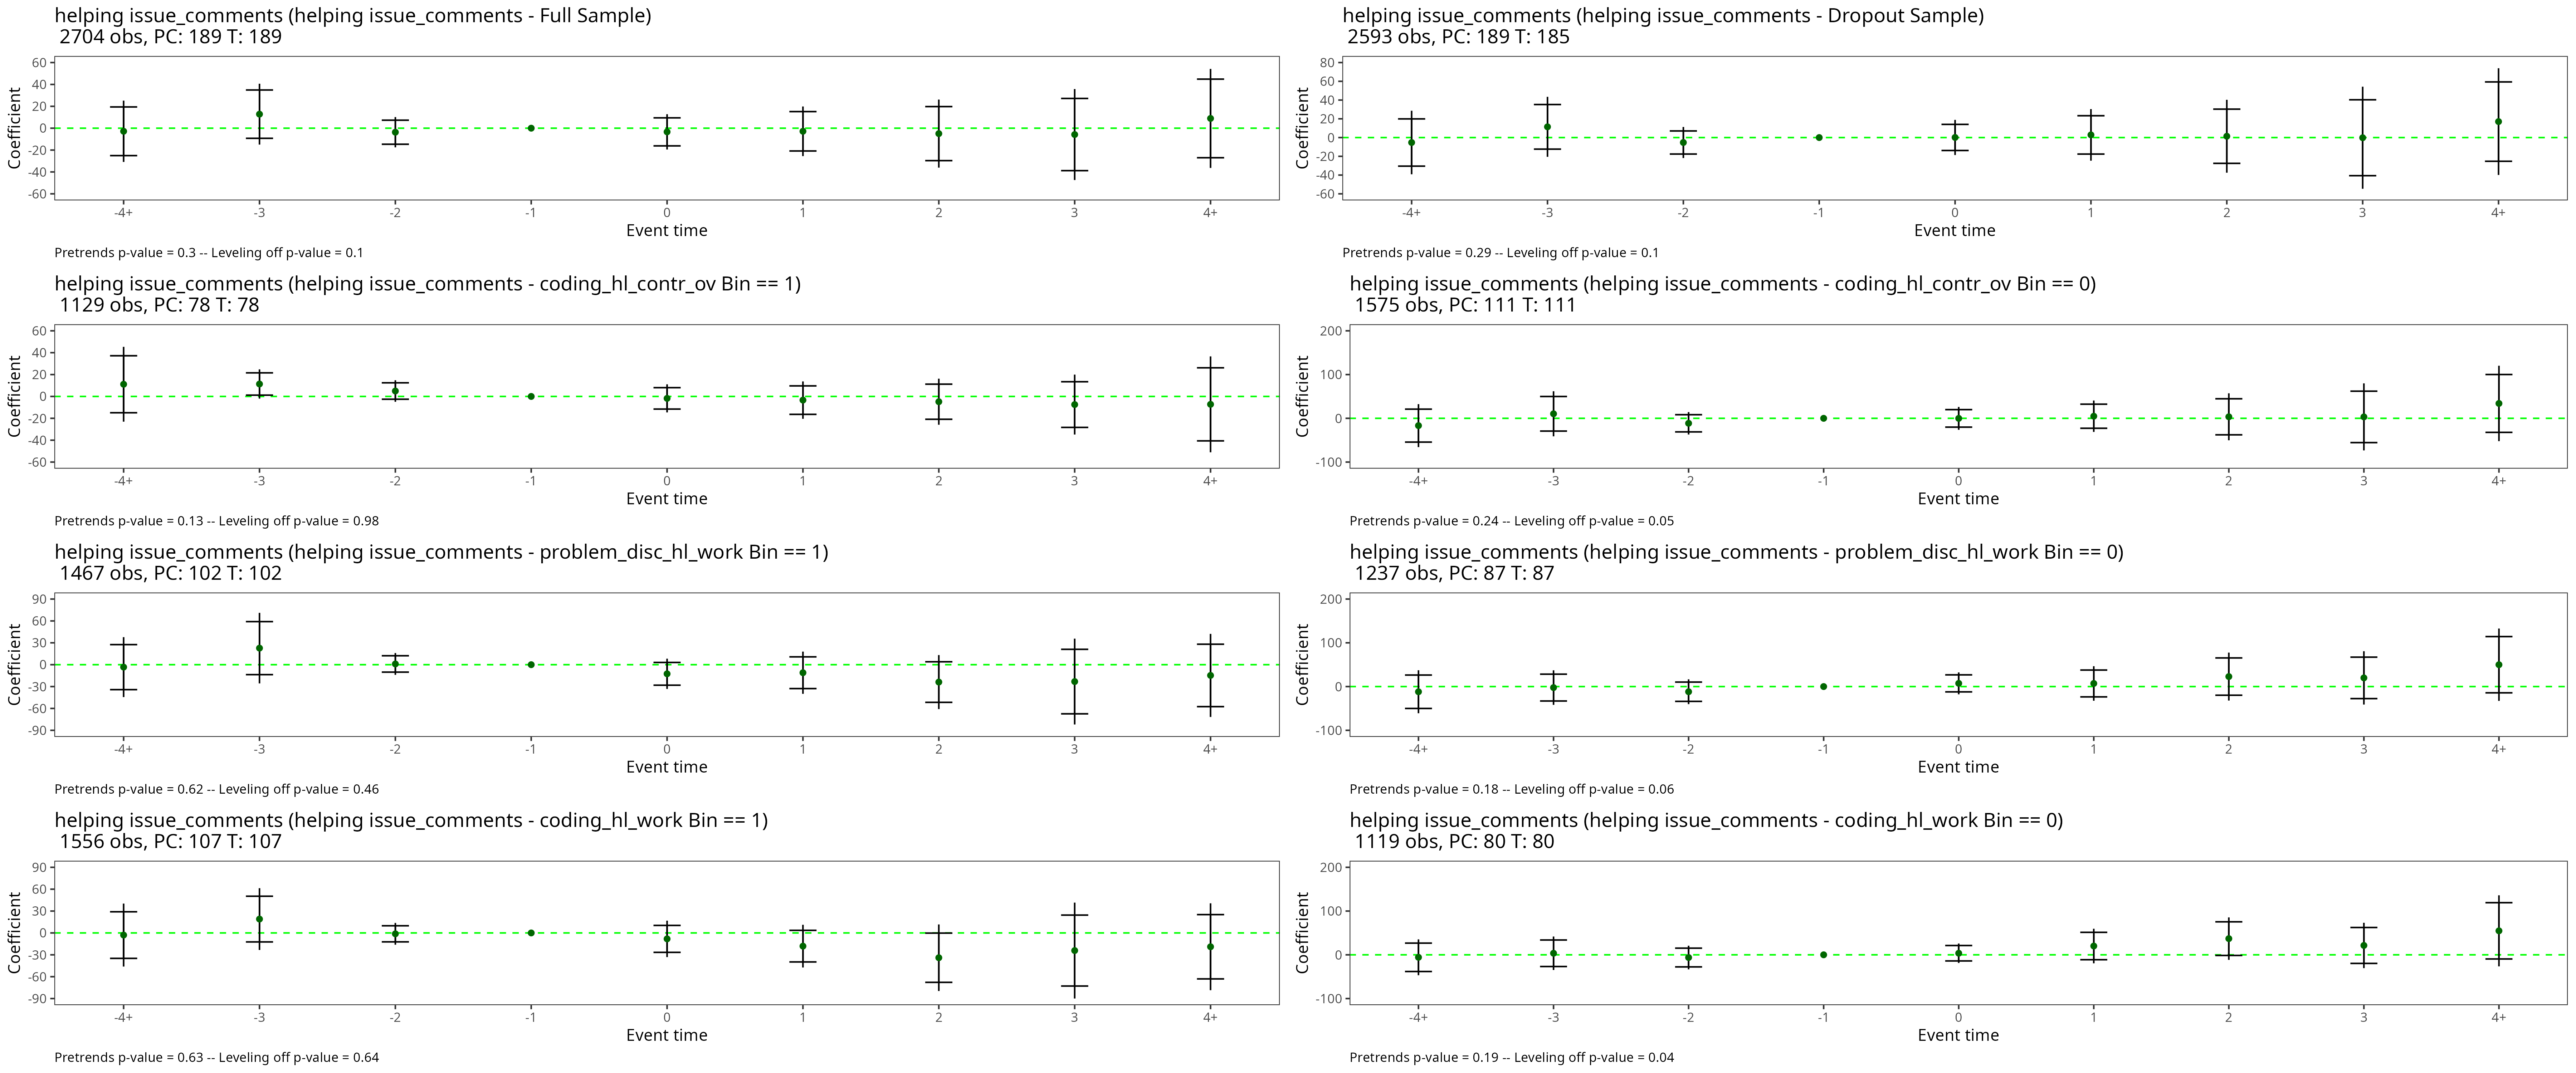 helping issue_comments (helping issue_comments - Full Sample)
2704 obs, PC: 189 T: 189
60
40
20
0
-20
-40
-60
Coefficient
-4+ -3 -2 -1 0 1 2 3 4+
Event time
Pretrends p-value = 0.3 -- Leveling off p-value = 0.1
helping issue_comments (helping issue_comments - Dropout Sample)
2593 obs, PC: 189 T: 185
80
60
40
20
0
-20
-40
-60
Coefficient
-4+ -3 -2 -1 0 1 2 3 4+
Event time
Pretrends p-value = 0.29 -- Leveling off p-value = 0.1
helping issue_comments (helping issue_comments - coding_hl_contr_ov Bin == 1)
1129 obs, PC: 78 T: 78
60
40
20
0
-20
-40
-60
Coefficient
-4+ -3 -2 -1 0 1 2 3 4+
Event time
Pretrends p-value = 0.13 -- Leveling off p-value = 0.98
helping issue_comments (helping issue_comments - coding_hl_contr_ov Bin == 0)
1575 obs, PC: 111 T: 111
200
100
0
-100
Coefficient
-4+ -3 -2 -1 0 1 2 3 4+
Event time
Pretrends p-value = 0.24 -- Leveling off p-value = 0.05
helping issue_comments (helping issue_comments - problem_disc_hl_work Bin == 1)
1467 obs, PC: 102 T: 102
90
60
30
0
-30
-60
-90
Coefficient
-4+ -3 -2 -1 0 1 2 3 4+
Event time
Pretrends p-value = 0.62 -- Leveling off p-value = 0.46
helping issue_comments (helping issue_comments - problem_disc_hl_work Bin == 0)
1237 obs, PC: 87 T: 87
200
100
0
-100
Coefficient
-4+ -3 -2 -1 0 1 2 3 4+
Event time
Pretrends p-value = 0.18 -- Leveling off p-value = 0.06
helping issue_comments (helping issue_comments - coding_hl_work Bin == 1)
1556 obs, PC: 107 T: 107
90
60
30
0
-30
-60
-90
Coefficient
-4+ -3 -2 -1 0 1 2 3 4+
Event time
Pretrends p-value = 0.63 -- Leveling off p-value = 0.64
helping issue_comments (helping issue_comments - coding_hl_work Bin == 0)
1119 obs, PC: 80 T: 80
200
100
0
-100
Coefficient
-4+ -3 -2 -1 0 1 2 3 4+
Event time
Pretrends p-value = 0.19 -- Leveling off p-value = 0.04